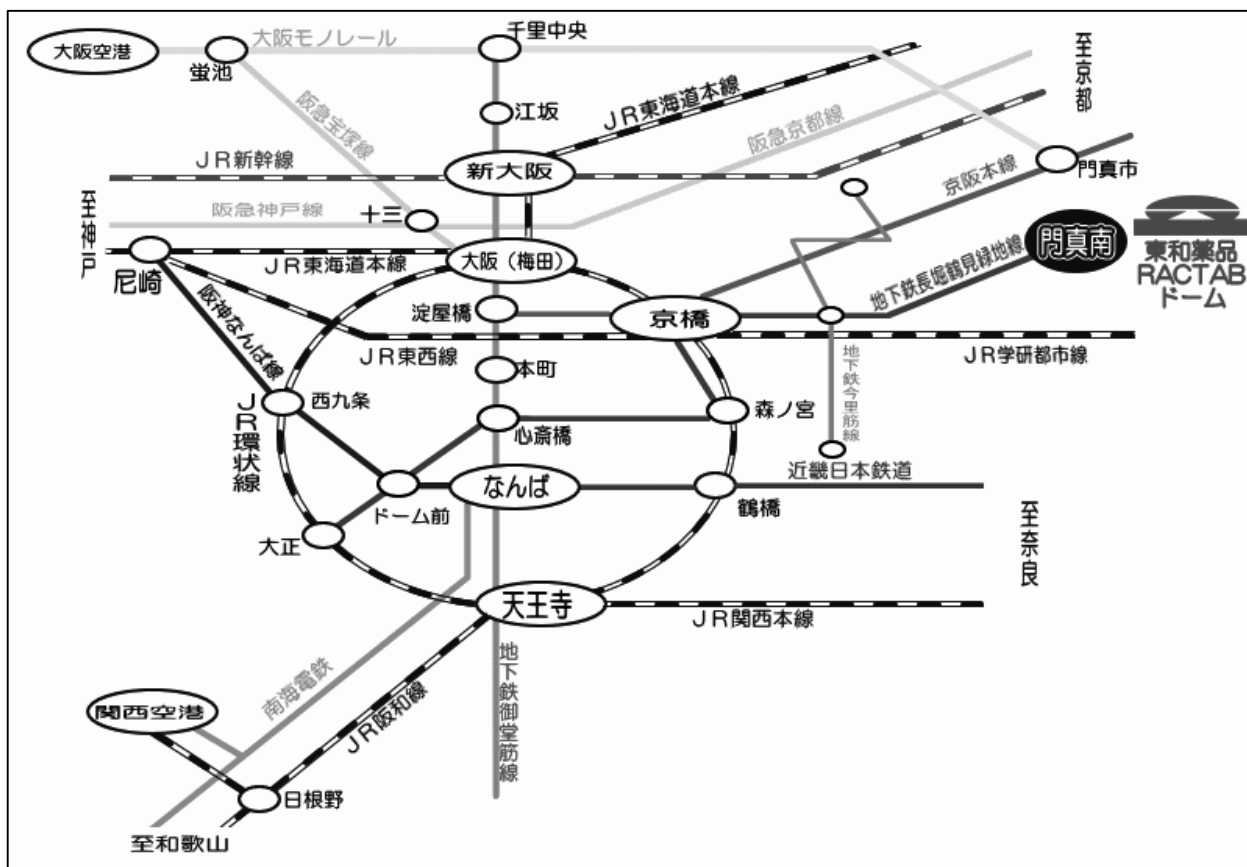 大阪空港
大阪モノレール
千里中央
至京都
蛍池
阪急宝塚線
江坂
JR東海道本線
阪急京都線
JR新幹線
新大阪
京阪本線
門真市
至神戸
阪急神戸線
十三
門真南
東和薬品
RACTAB
ドーム
尼崎
JR東海道本線
大阪(梅田)
地下鉄長堀鶴見緑地線
阪神なんば線
淀屋橋
京橋
JR東西線
JR学研都市線
本町
地下鉄今里筋線
西九条
JR環状線
心斎橋
森ノ宮
近畿日本鉄道
なんば
ドーム前
鶴橋
大正
至奈良
天王寺
JR関西本線
南海電鉄
JR阪和線
地下鉄御堂筋線
関西空港
日根野
至和歌山